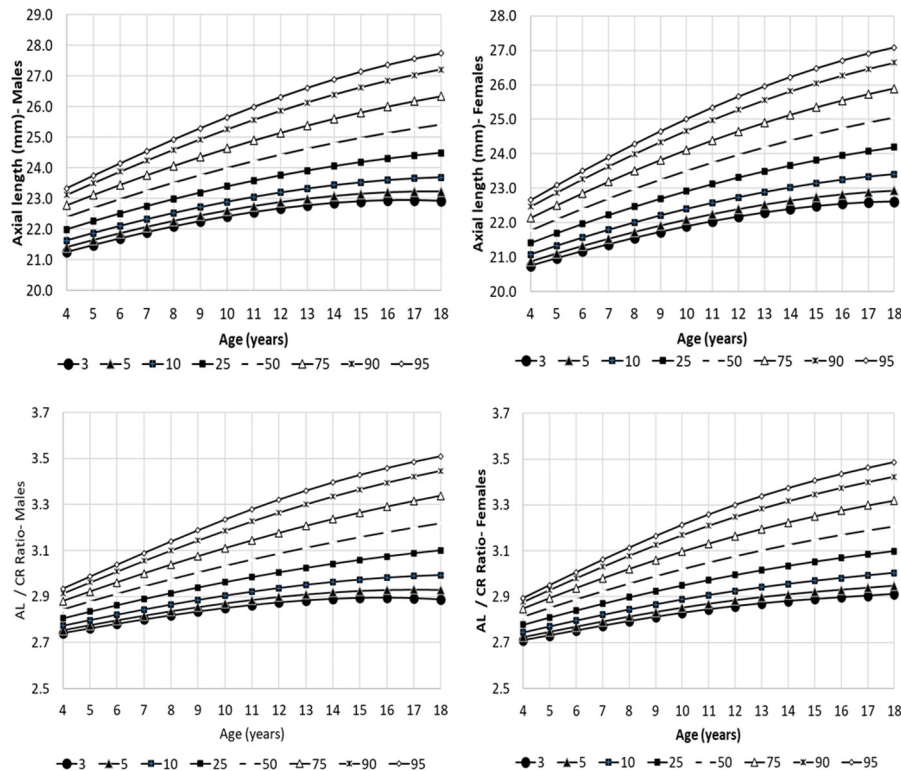 Axial length (mm)- Males
29.0
28.0
27.0
26.0
25.0
24.0
23.0
22.0
21.0
20.0
4 5 6 7 8 9 10 11 12 13 14 15 16 17 18
Age (years)
3 5 10 25 50 75 90 95
Axial length (mm)- Females
28.0
27.0
26.0
25.0
24.0
23.0
22.0
21.0
20.0
4 5 6 7 8 9 10 11 12 13 14 15 16 17 18
Age (years)
3 5 10 25 50 75 90 95
AL / CR Ratio- Males
3.7
3.5
3.3
3.1
2.9
2.7
2.5
4 5 6 7 8 9 10 11 12 13 14 15 16 17 18
Age (years)
3 5 10 25 50 75 90 95
AL / CR Ratio- Females
3.7
3.5
3.3
3.1
2.9
2.7
2.5
4 5 6 7 8 9 10 11 12 13 14 15 16 17 18
Age (years)
3 5 10 25 50 75 90 95